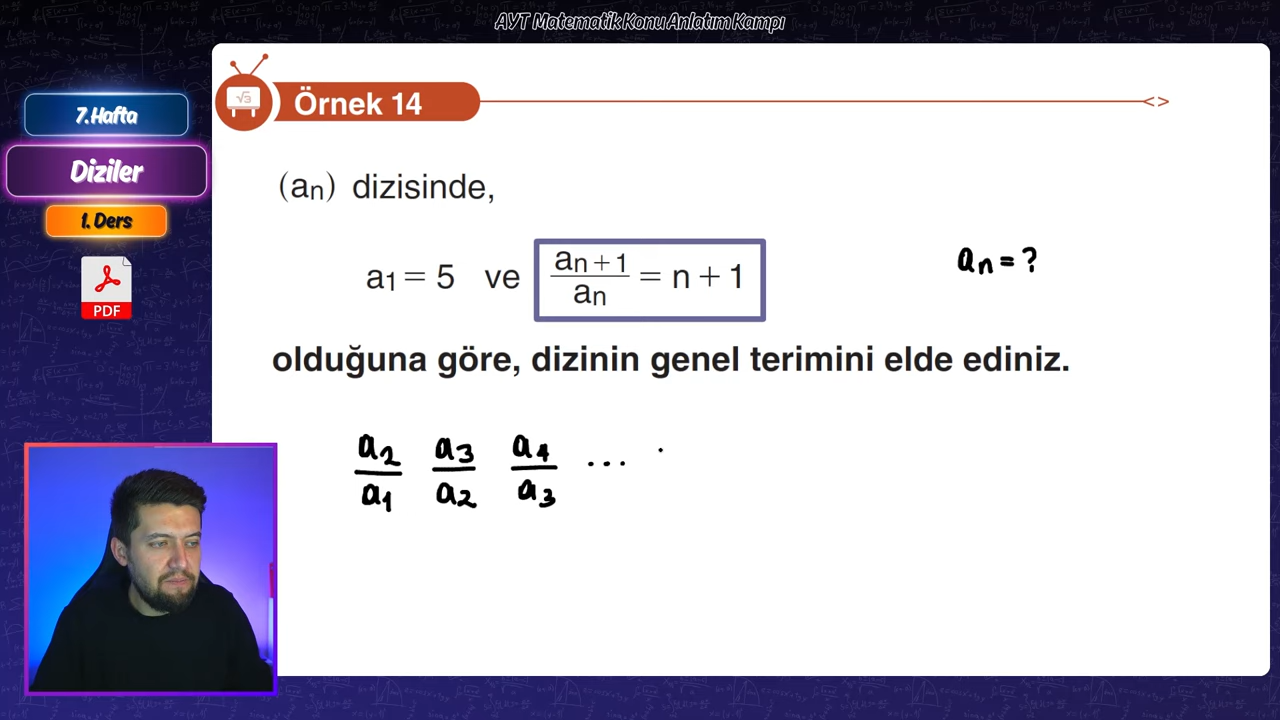 AYT Matematik Konu Anlatım Kampı
7.Hafta
Diziler
1. Ders
PDF
√3
Örnek 14
<>
(an) dizisinde,
a1 = 5 ve an+1/an = n + 1
an = ?
olduğuna göre, dizinin genel terimini elde ediniz.
a2/a1 a3/a2 a4/a3 ...